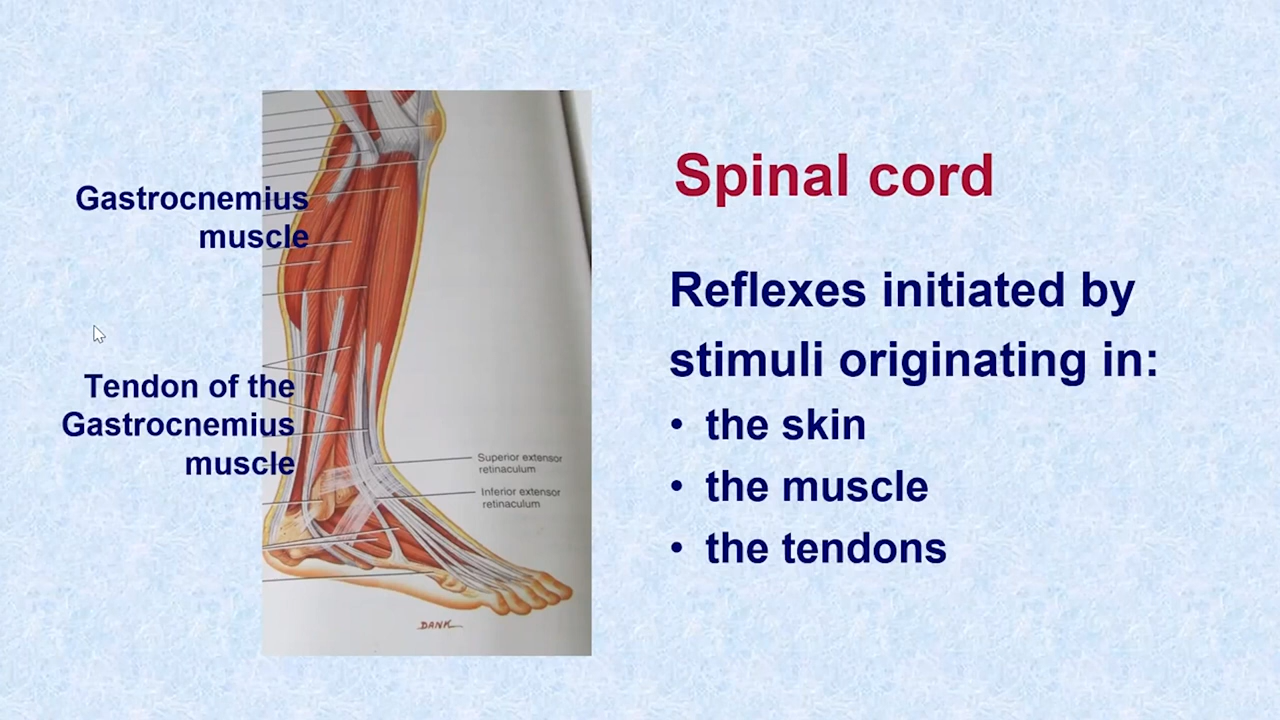 Gastrocnemius
muscle
Tendon of the
Gastrocnemius
muscle
Superior extensor
retinaculum
Inferior extensor
retinaculum
DANK
Spinal cord
Reflexes initiated by
stimuli originating in:
• the skin
• the muscle
• the tendons